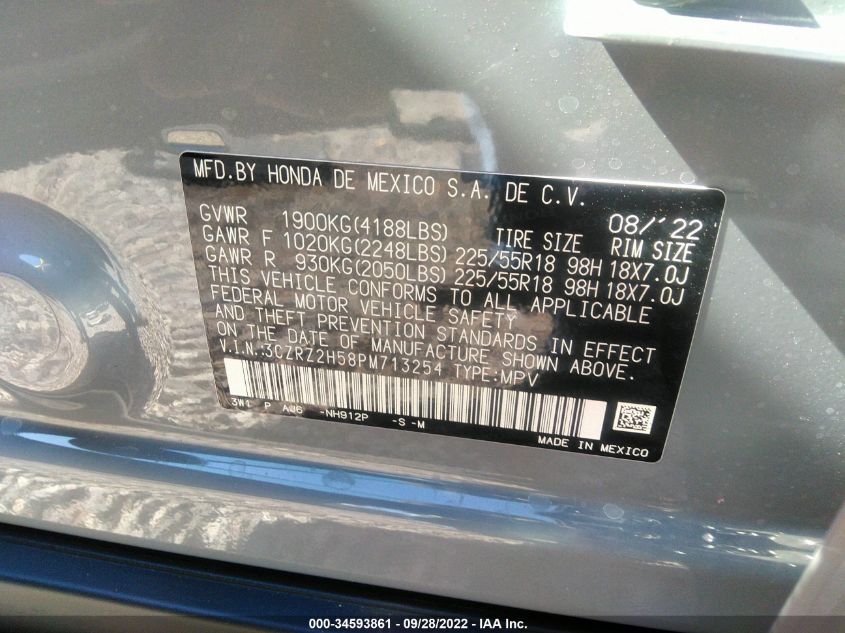 MFD.BY HONDA DE MEXICO S.A. DE C.V.
08/'22
GVWR 1900KG(4188LBS) TIRE SIZE RIM SIZE
GAWR F 1020KG(2248LBS) 225/55R18 98H 18X7.0J
GAWR R 930KG(2050LBS) 225/55R18 98H 18X7.0J
THIS VEHICLE CONFORMS TO ALL APPLICABLE
FEDERAL MOTOR VEHICLE SAFETY
AND THEFT PREVENTION STANDARDS IN EFFECT
ON THE DATE OF MANUFACTURE SHOWN ABOVE.
V.I.N.:3CZRZ2H58PM713254 TYPE:MPV
3W1 P AW6 -NH912P -S -M
MADE IN MEXICO
000-34593861 / 09/28/2022 - IAA Inc.